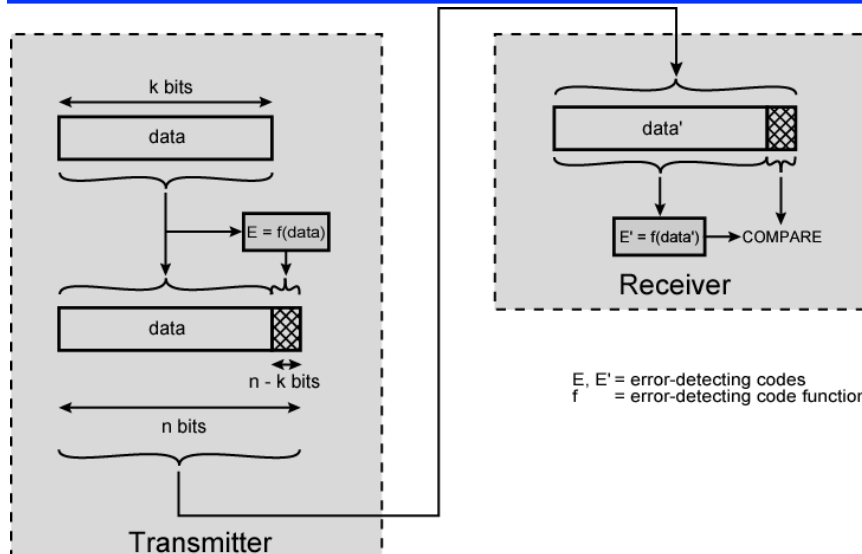 k bits
data
E = f(data)
data
n - k bits
n bits
Transmitter
data'
E' = f(data')
COMPARE
Receiver
E, E' = error-detecting codes
f = error-detecting code function